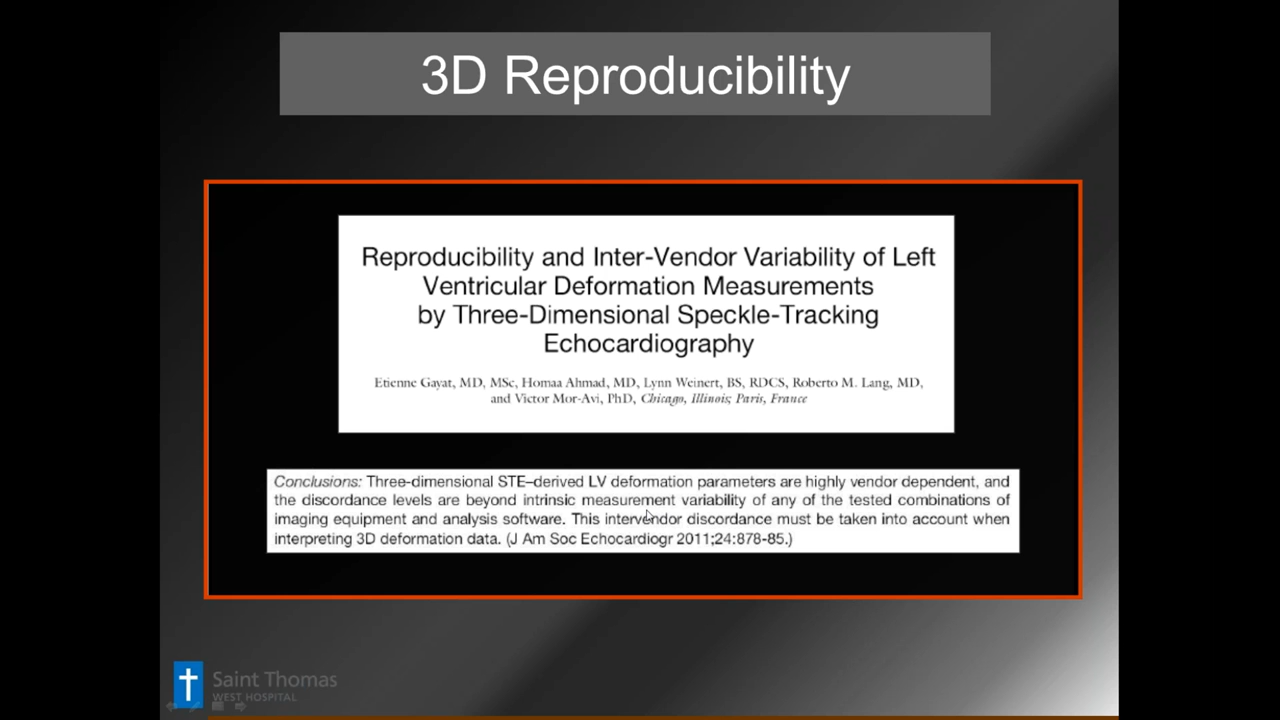 3D Reproducibility
Reproducibility and Inter-Vendor Variability of Left
Ventricular Deformation Measurements
by Three-Dimensional Speckle-Tracking
Echocardiography
Etienne Gayat, MD, MSc, Homaa Ahmad, MD, Lynn Weinert, BS, RDCS, Roberto M. Lang, MD,
and Victor Mor-Avi, PhD, Chicago, Illinois; Paris, France
Conclusions: Three-dimensional STE–derived LV deformation parameters are highly vendor dependent, and
the discordance levels are beyond intrinsic measurement variability of any of the tested combinations of
imaging equipment and analysis software. This intervendor discordance must be taken into account when
interpreting 3D deformation data. (J Am Soc Echocardiogr 2011;24:878-85.)
Saint Thomas
WEST HOSPITAL